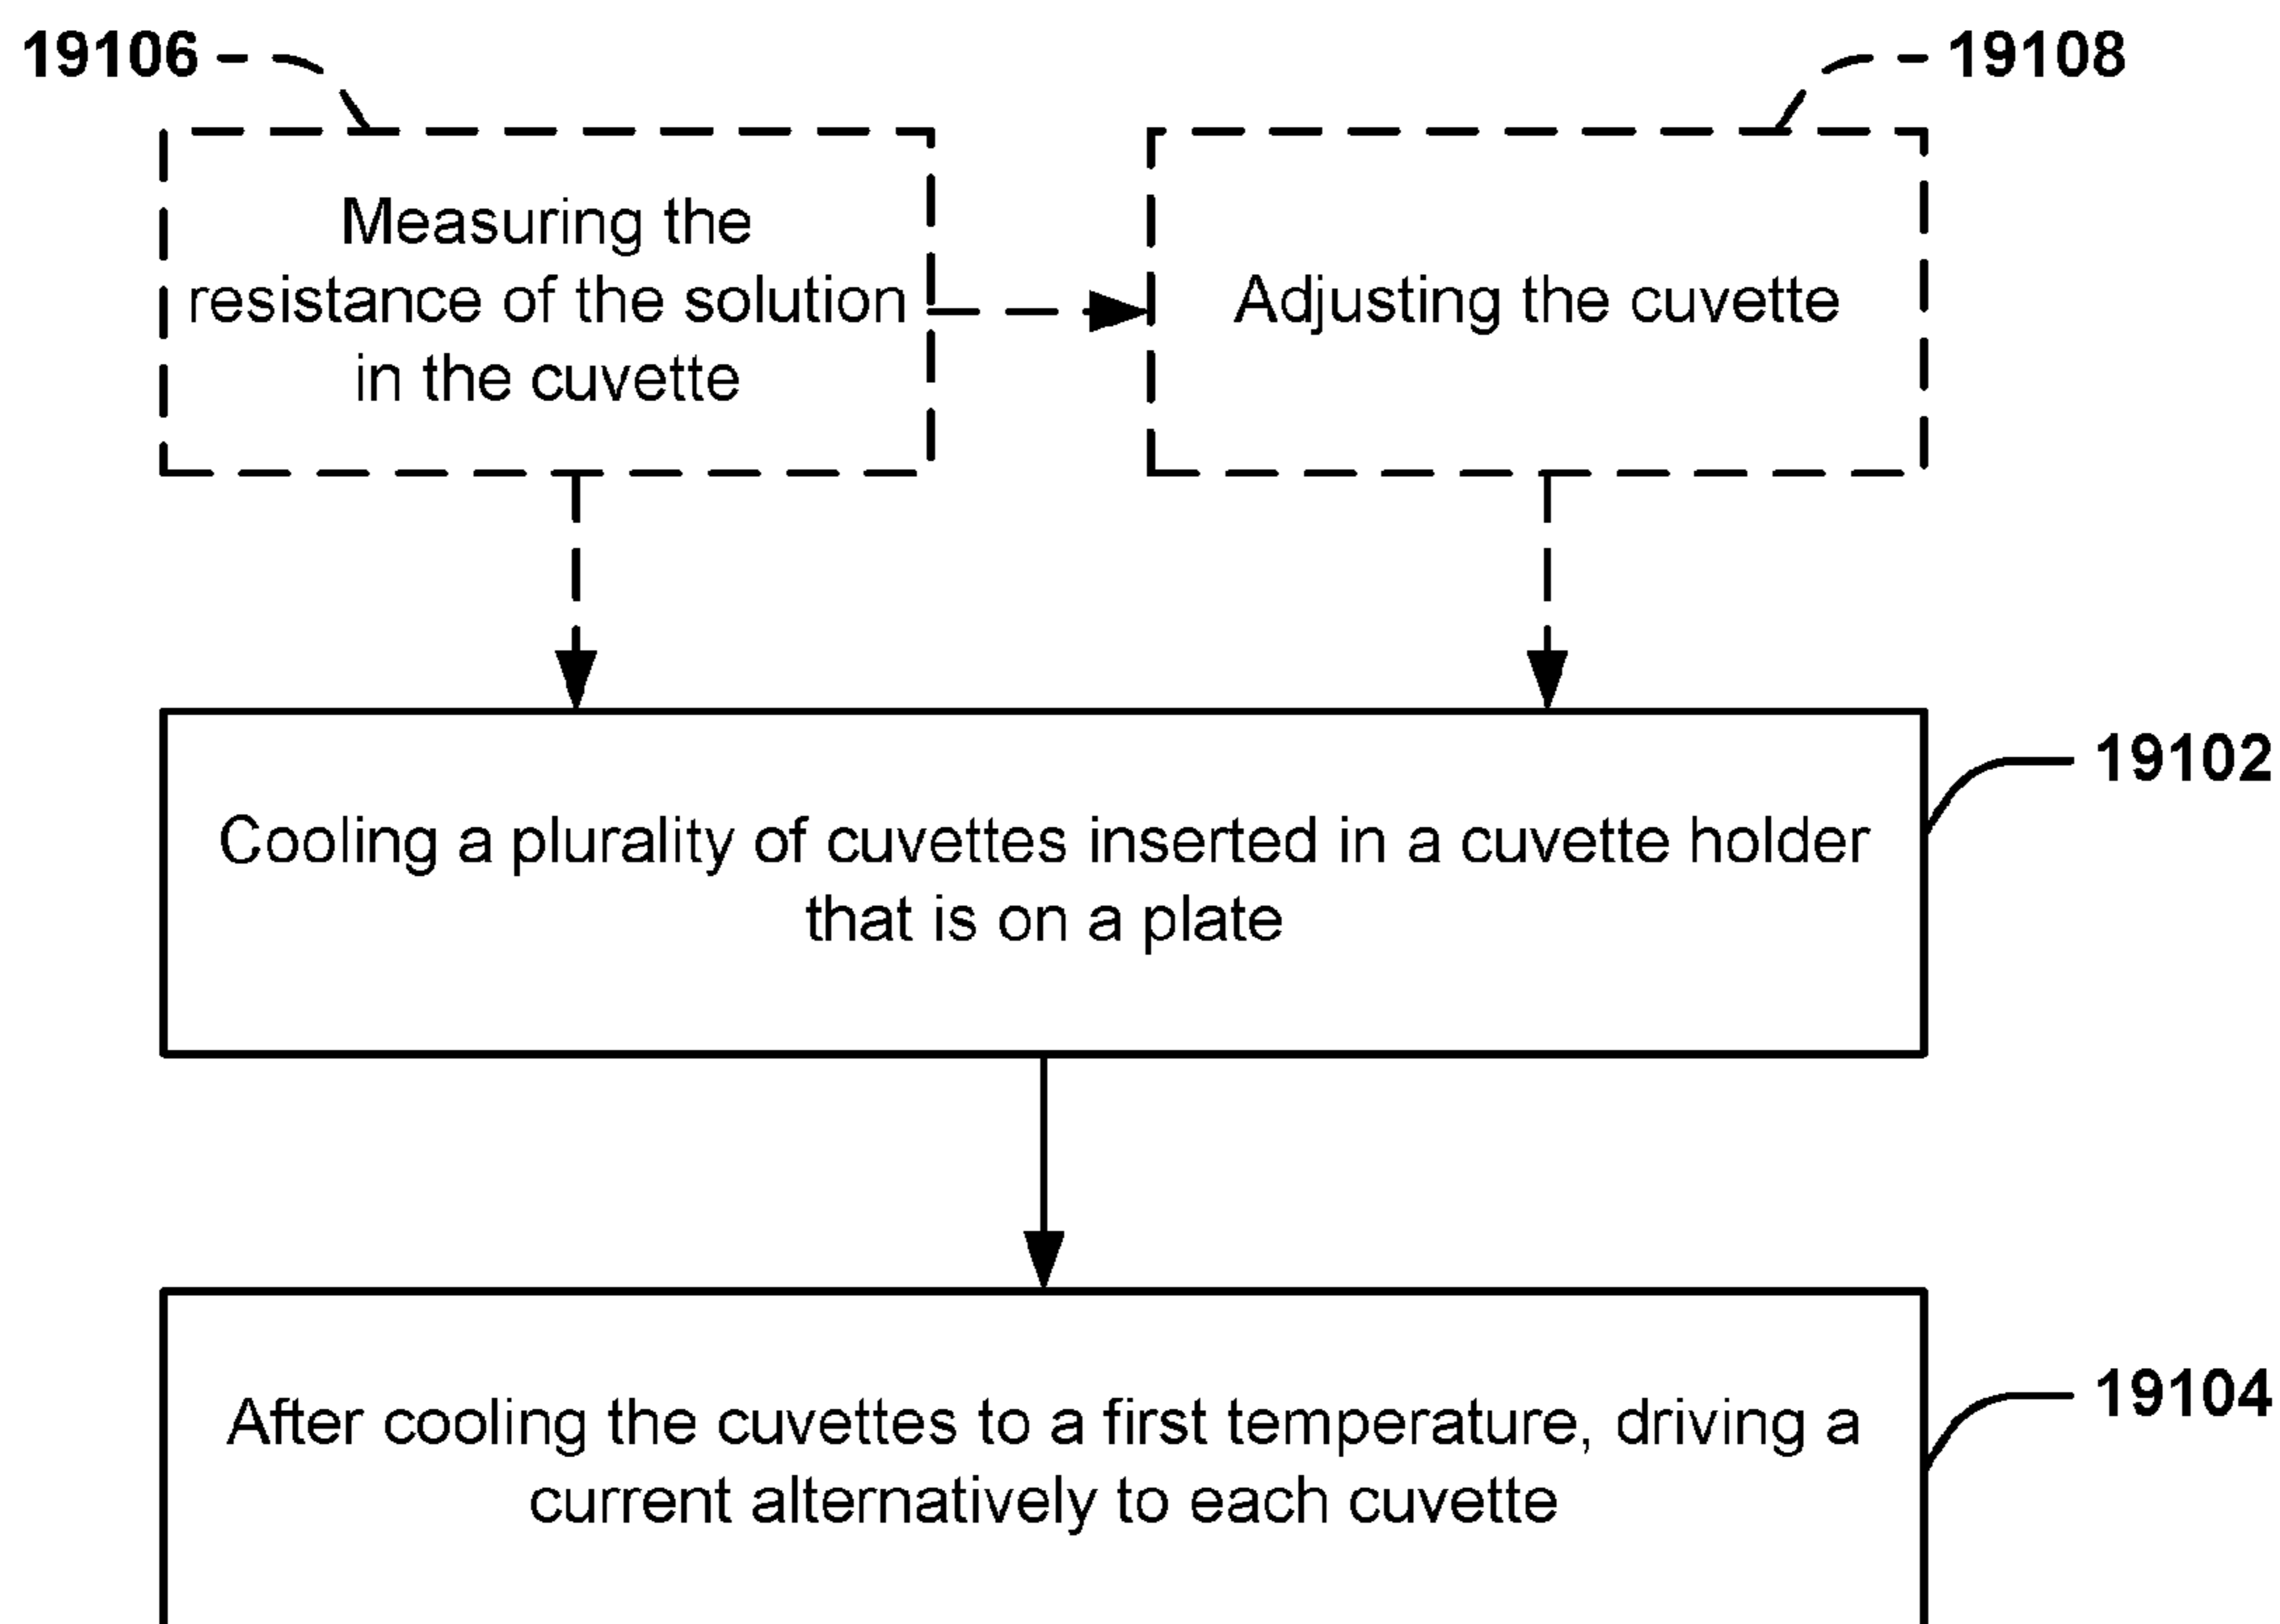 19106
19108
Measuring the
resistance of the solution
in the cuvette
Adjusting the cuvette
19102
Cooling a plurality of cuvettes inserted in a cuvette holder
that is on a plate
19104
After cooling the cuvettes to a first temperature, driving a
current alternatively to each cuvette